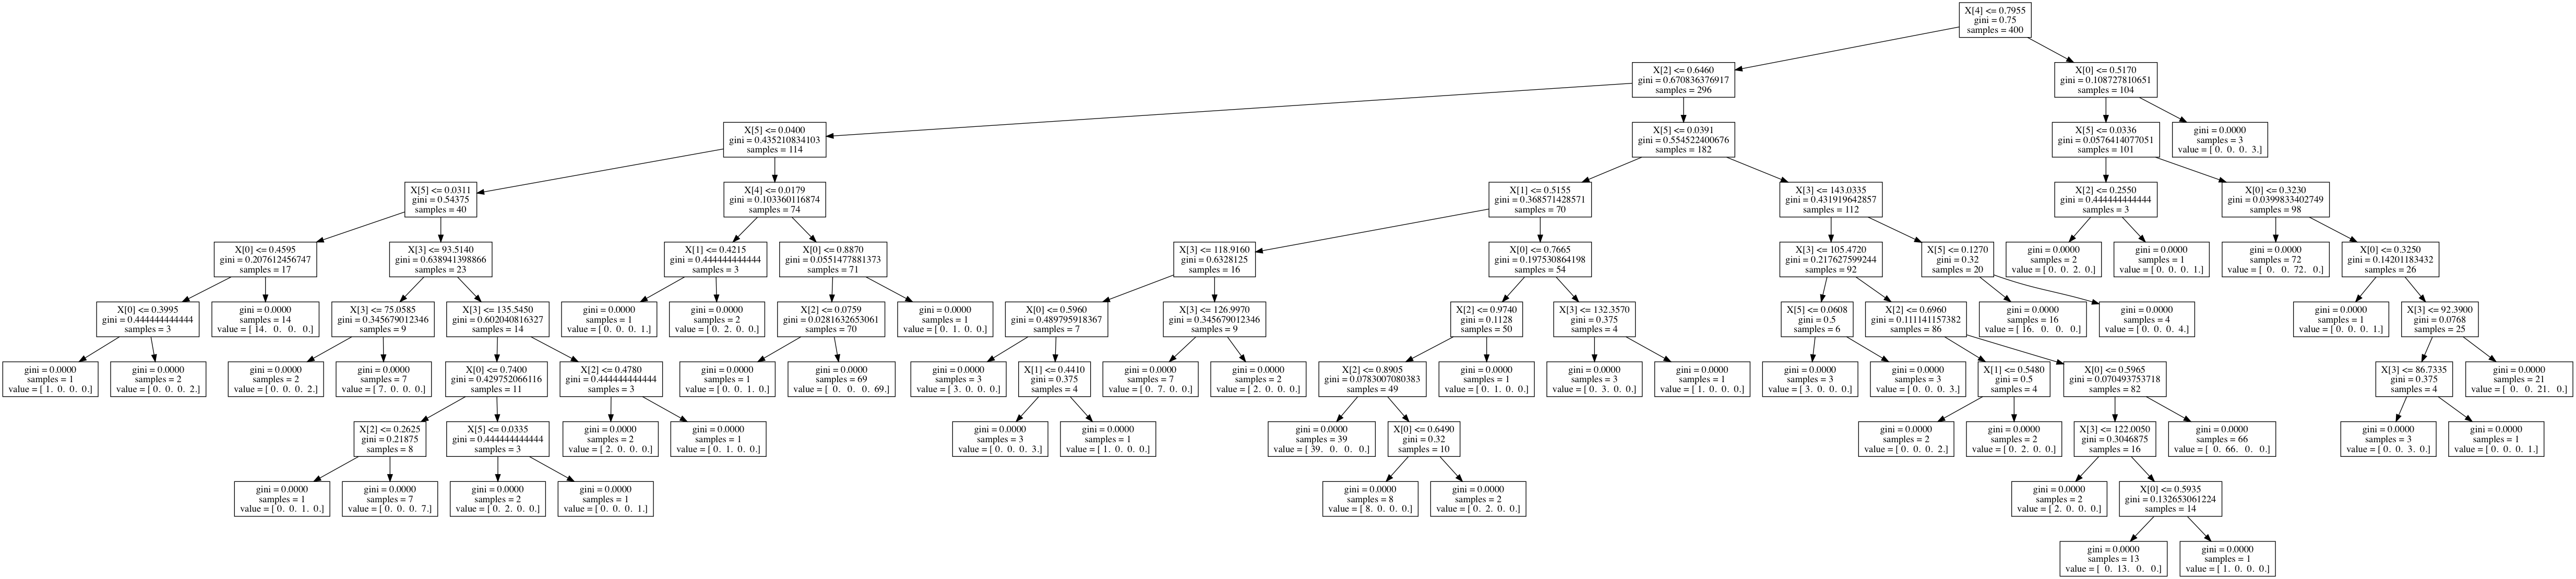 X[4] <= 0.7955
gini = 0.75
samples = 400
X[2] <= 0.6460
gini = 0.670836376917
samples = 296
X[0] <= 0.5170
gini = 0.108727810651
samples = 104
X[5] <= 0.0400
gini = 0.435210834103
samples = 114
X[5] <= 0.0391
gini = 0.554522400676
samples = 182
X[5] <= 0.0336
gini = 0.0576414077051
samples = 101
gini = 0.0000
samples = 3
value = [ 0. 0. 0. 3.]
X[5] <= 0.0311
gini = 0.54375
samples = 40
X[4] <= 0.0179
gini = 0.103360116874
samples = 74
X[1] <= 0.5155
gini = 0.368571428571
samples = 70
X[3] <= 143.0335
gini = 0.431919642857
samples = 112
X[2] <= 0.2550
gini = 0.444444444444
samples = 3
X[0] <= 0.3230
gini = 0.0399833402749
samples = 98
X[0] <= 0.4595
gini = 0.207612456747
samples = 17
X[3] <= 93.5140
gini = 0.638941398866
samples = 23
X[1] <= 0.4215
gini = 0.444444444444
samples = 3
X[0] <= 0.8870
gini = 0.0551477881373
samples = 71
X[3] <= 118.9160
gini = 0.6328125
samples = 16
X[0] <= 0.7665
gini = 0.197530864198
samples = 54
X[3] <= 105.4720
gini = 0.217627599244
samples = 92
X[5] <= 0.1270
gini = 0.32
samples = 20
gini = 0.0000
samples = 2
value = [ 0. 0. 2. 0.]
gini = 0.0000
samples = 1
value = [ 0. 0. 0. 1.]
gini = 0.0000
samples = 72
value = [ 0. 0. 72. 0.]
X[0] <= 0.3250
gini = 0.14201183432
samples = 26
X[0] <= 0.3995
gini = 0.444444444444
samples = 3
gini = 0.0000
samples = 14
value = [ 14. 0. 0. 0.]
X[3] <= 75.0585
gini = 0.345679012346
samples = 9
X[3] <= 135.5450
gini = 0.602040816327
samples = 14
gini = 0.0000
samples = 1
value = [ 0. 0. 0. 1.]
gini = 0.0000
samples = 2
value = [ 0. 2. 0. 0.]
X[2] <= 0.0759
gini = 0.0281632653061
samples = 70
gini = 0.0000
samples = 1
value = [ 0. 1. 0. 0.]
X[0] <= 0.5960
gini = 0.489795918367
samples = 7
X[3] <= 126.9970
gini = 0.345679012346
samples = 9
X[2] <= 0.9740
gini = 0.1128
samples = 50
X[3] <= 132.3570
gini = 0.375
samples = 4
X[5] <= 0.0608
gini = 0.5
samples = 6
X[2] <= 0.6960
gini = 0.111141157382
samples = 86
gini = 0.0000
samples = 16
value = [ 16. 0. 0. 0.]
gini = 0.0000
samples = 4
value = [ 0. 0. 0. 4.]
gini = 0.0000
samples = 1
value = [ 0. 0. 0. 1.]
X[3] <= 92.3900
gini = 0.0768
samples = 25
gini = 0.0000
samples = 1
value = [ 1. 0. 0. 0.]
gini = 0.0000
samples = 2
value = [ 0. 0. 0. 2.]
gini = 0.0000
samples = 2
value = [ 0. 0. 0. 2.]
gini = 0.0000
samples = 7
value = [ 7. 0. 0. 0.]
X[0] <= 0.7400
gini = 0.429752066116
samples = 11
X[2] <= 0.4780
gini = 0.444444444444
samples = 3
gini = 0.0000
samples = 1
value = [ 0. 0. 1. 0.]
gini = 0.0000
samples = 69
value = [ 0. 0. 0. 69.]
gini = 0.0000
samples = 3
value = [ 3. 0. 0. 0.]
X[1] <= 0.4410
gini = 0.375
samples = 4
gini = 0.0000
samples = 7
value = [ 0. 7. 0. 0.]
gini = 0.0000
samples = 2
value = [ 2. 0. 0. 0.]
X[2] <= 0.8905
gini = 0.0783007080383
samples = 49
gini = 0.0000
samples = 1
value = [ 0. 1. 0. 0.]
gini = 0.0000
samples = 3
value = [ 0. 3. 0. 0.]
gini = 0.0000
samples = 1
value = [ 1. 0. 0. 0.]
gini = 0.0000
samples = 3
value = [ 3. 0. 0. 0.]
gini = 0.0000
samples = 3
value = [ 0. 0. 0. 3.]
X[1] <= 0.5480
gini = 0.5
samples = 4
X[0] <= 0.5965
gini = 0.070493753718
samples = 82
X[3] <= 86.7335
gini = 0.375
samples = 4
gini = 0.0000
samples = 21
value = [ 0. 0. 21. 0.]
X[2] <= 0.2625
gini = 0.21875
samples = 8
X[5] <= 0.0335
gini = 0.444444444444
samples = 3
gini = 0.0000
samples = 2
value = [ 2. 0. 0. 0.]
gini = 0.0000
samples = 1
value = [ 0. 1. 0. 0.]
gini = 0.0000
samples = 3
value = [ 0. 0. 0. 3.]
gini = 0.0000
samples = 1
value = [ 1. 0. 0. 0.]
gini = 0.0000
samples = 39
value = [ 39. 0. 0. 0.]
X[0] <= 0.6490
gini = 0.32
samples = 10
gini = 0.0000
samples = 2
value = [ 0. 0. 0. 2.]
gini = 0.0000
samples = 2
value = [ 0. 2. 0. 0.]
X[3] <= 122.0050
gini = 0.3046875
samples = 16
gini = 0.0000
samples = 66
value = [ 0. 66. 0. 0.]
gini = 0.0000
samples = 3
value = [ 0. 0. 3. 0.]
gini = 0.0000
samples = 1
value = [ 0. 0. 0. 1.]
gini = 0.0000
samples = 1
value = [ 0. 0. 1. 0.]
gini = 0.0000
samples = 7
value = [ 0. 0. 0. 7.]
gini = 0.0000
samples = 2
value = [ 0. 2. 0. 0.]
gini = 0.0000
samples = 1
value = [ 0. 0. 0. 1.]
gini = 0.0000
samples = 8
value = [ 8. 0. 0. 0.]
gini = 0.0000
samples = 2
value = [ 0. 2. 0. 0.]
gini = 0.0000
samples = 2
value = [ 2. 0. 0. 0.]
X[0] <= 0.5935
gini = 0.132653061224
samples = 14
gini = 0.0000
samples = 13
value = [ 0. 13. 0. 0.]
gini = 0.0000
samples = 1
value = [ 1. 0. 0. 0.]